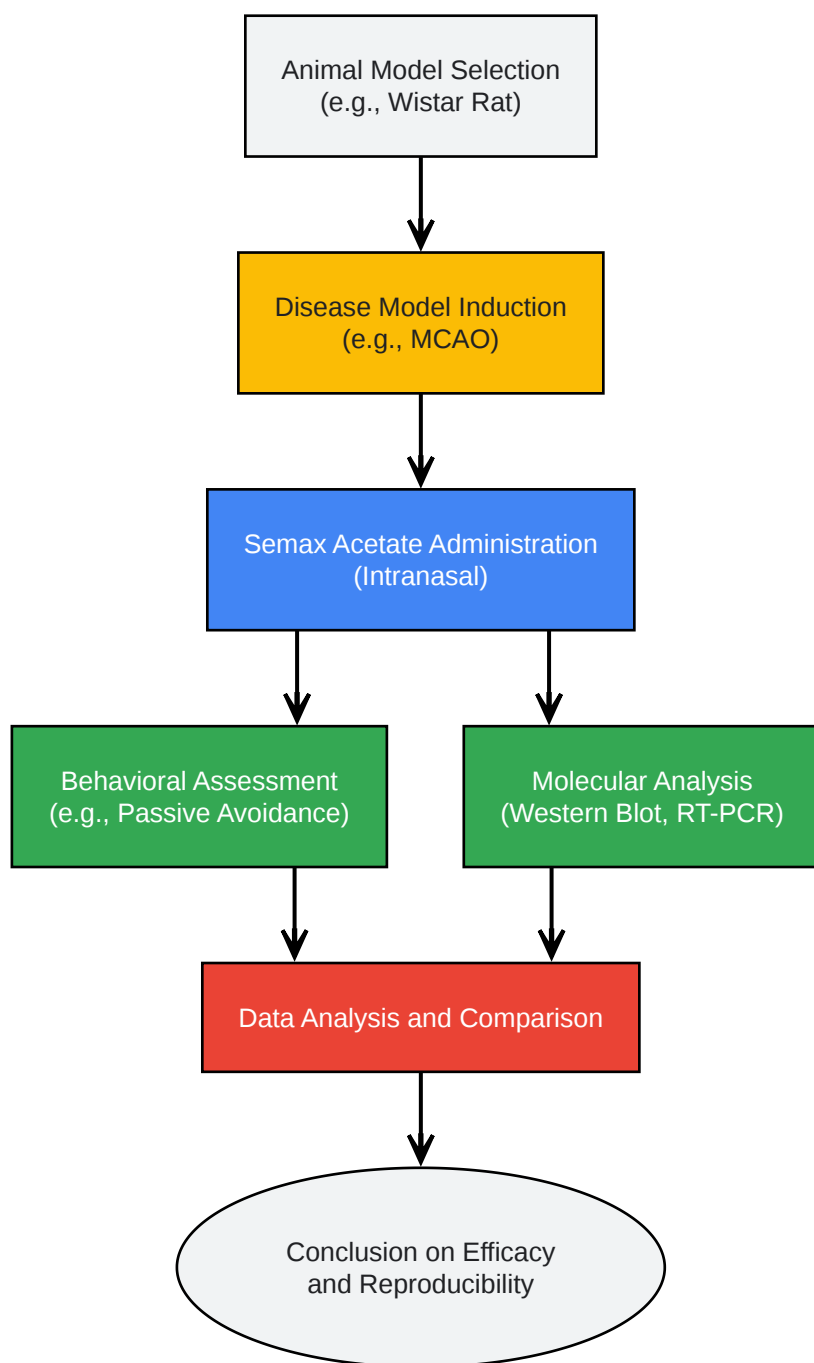 Animal Model Selection
(e.g., Wistar Rat)
Disease Model Induction
(e.g., MCAO)
Semax Acetate Administration
(Intranasal)
Behavioral Assessment
(e.g., Passive Avoidance)
Molecular Analysis
(Western Blot, RT-PCR)
Data Analysis and Comparison
Conclusion on Efficacy
and Reproducibility